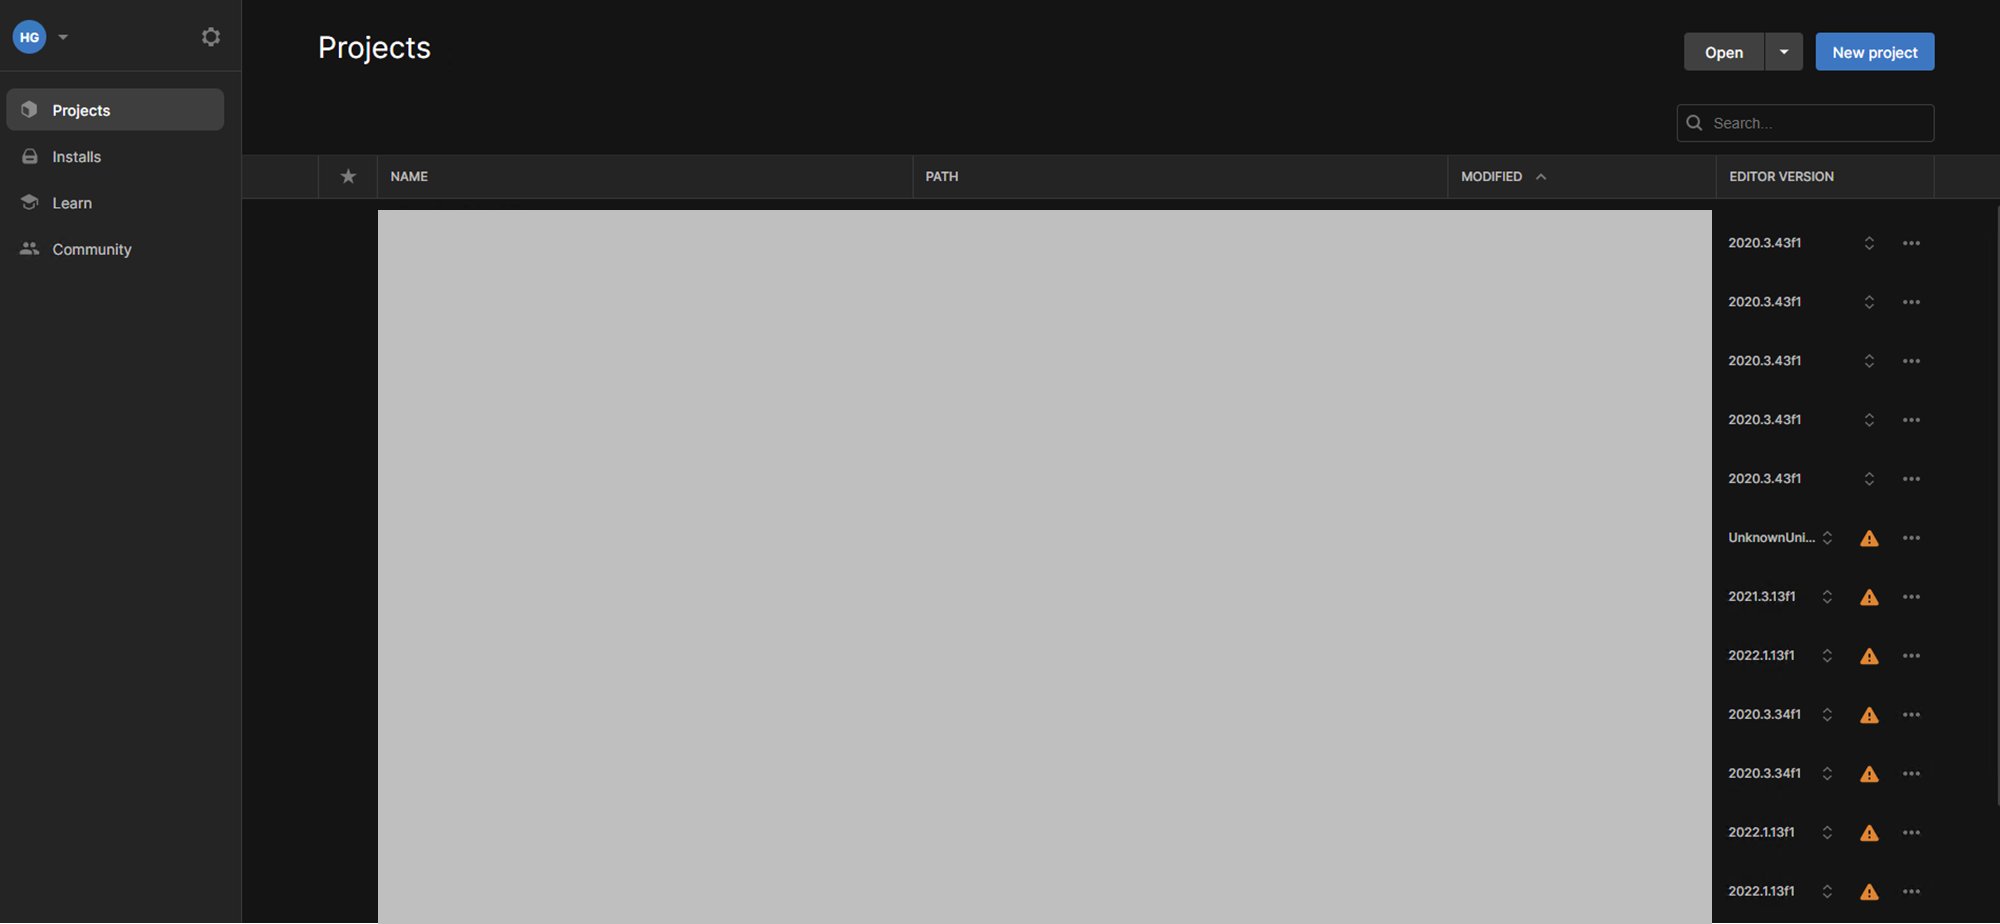 HG
Projects
Open
New project
Projects
Search...
Installs
NAME
PATH
MODIFIED
EDITOR VERSION
Learn
Community
2020.3.43f1
2020.3.43f1
2020.3.43f1
2020.3.43f1
2020.3.43f1
UnknownUni...
2021.3.13f1
2022.1.13f1
2020.3.34f1
2020.3.34f1
2022.1.13f1
2022.1.13f1